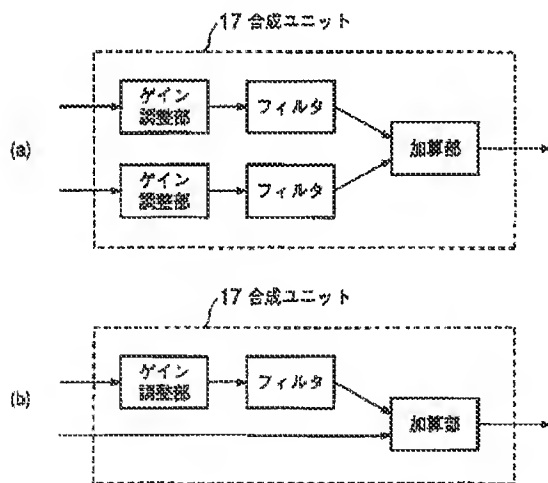 17 合成ユニット
(a)
ゲイン
調整部
フィルタ
加算部
ゲイン
調整部
フィルタ
17 合成ユニット
(b)
ゲイン
調整部
フィルタ
加算部